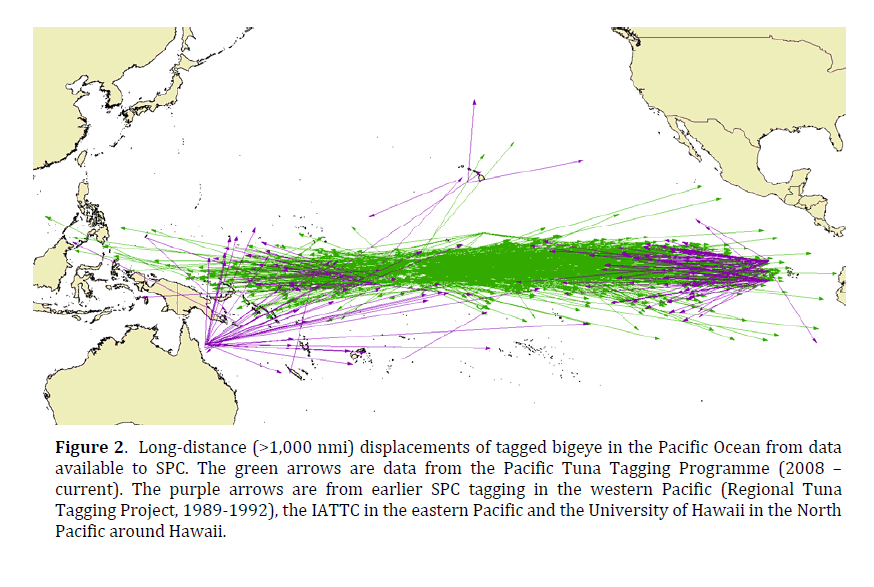 Figure 2. Long-distance (>1,000 nmi) displacements of tagged bigeye in the Pacific Ocean from data
available to SPC. The green arrows are data from the Pacific Tuna Tagging Programme (2008 –
current). The purple arrows are from earlier SPC tagging in the western Pacific (Regional Tuna
Tagging Project, 1989-1992), the IATTC in the eastern Pacific and the University of Hawaii in the North
Pacific around Hawaii.